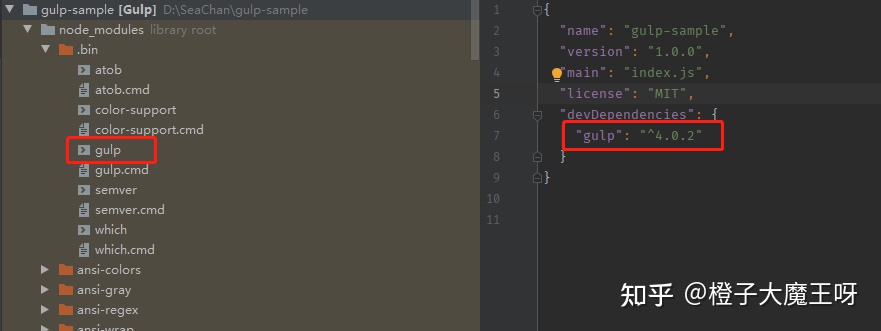 gulp-sample [Gulp] D:\SeaChan\gulp-sample
node_modules library root
.bin
atob
atob.cmd
color-support
color-support.cmd
gulp
gulp.cmd
semver
semver.cmd
which
which.cmd
ansi-colors
ansi-gray
ansi-regex
ansi-wrap
1 {
2 "name": "gulp-sample",
3 "version": "1.0.0",
4 "main": "index.js",
5 "license": "MIT",
6 "devDependencies": {
7 "gulp": "^4.0.2"
8 }
9 }
10
11
知乎 @橙子大魔王呀